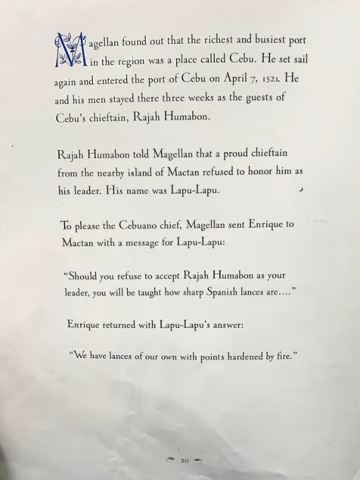 Magellan found out that the richest and busiest port
in the region was a place called Cebu. He set sail
again and entered the port of Cebu on April 7, 1521. He
and his men stayed there three weeks as the guests of
Cebu's chieftain, Rajah Humabon.
Rajah Humabon told Magellan that a proud chieftain
from the nearby island of Mactan refused to honor him as
his leader. His name was Lapu-Lapu.
To please the Cebuano chief, Magellan sent Enrique to
Mactan with a message for Lapu-Lapu:
"Should you refuse to accept Rajah Humabon as your
leader, you will be taught how sharp Spanish lances are...."
Enrique returned with Lapu-Lapu's answer:
"We have lances of our own with points hardened by fire."
20